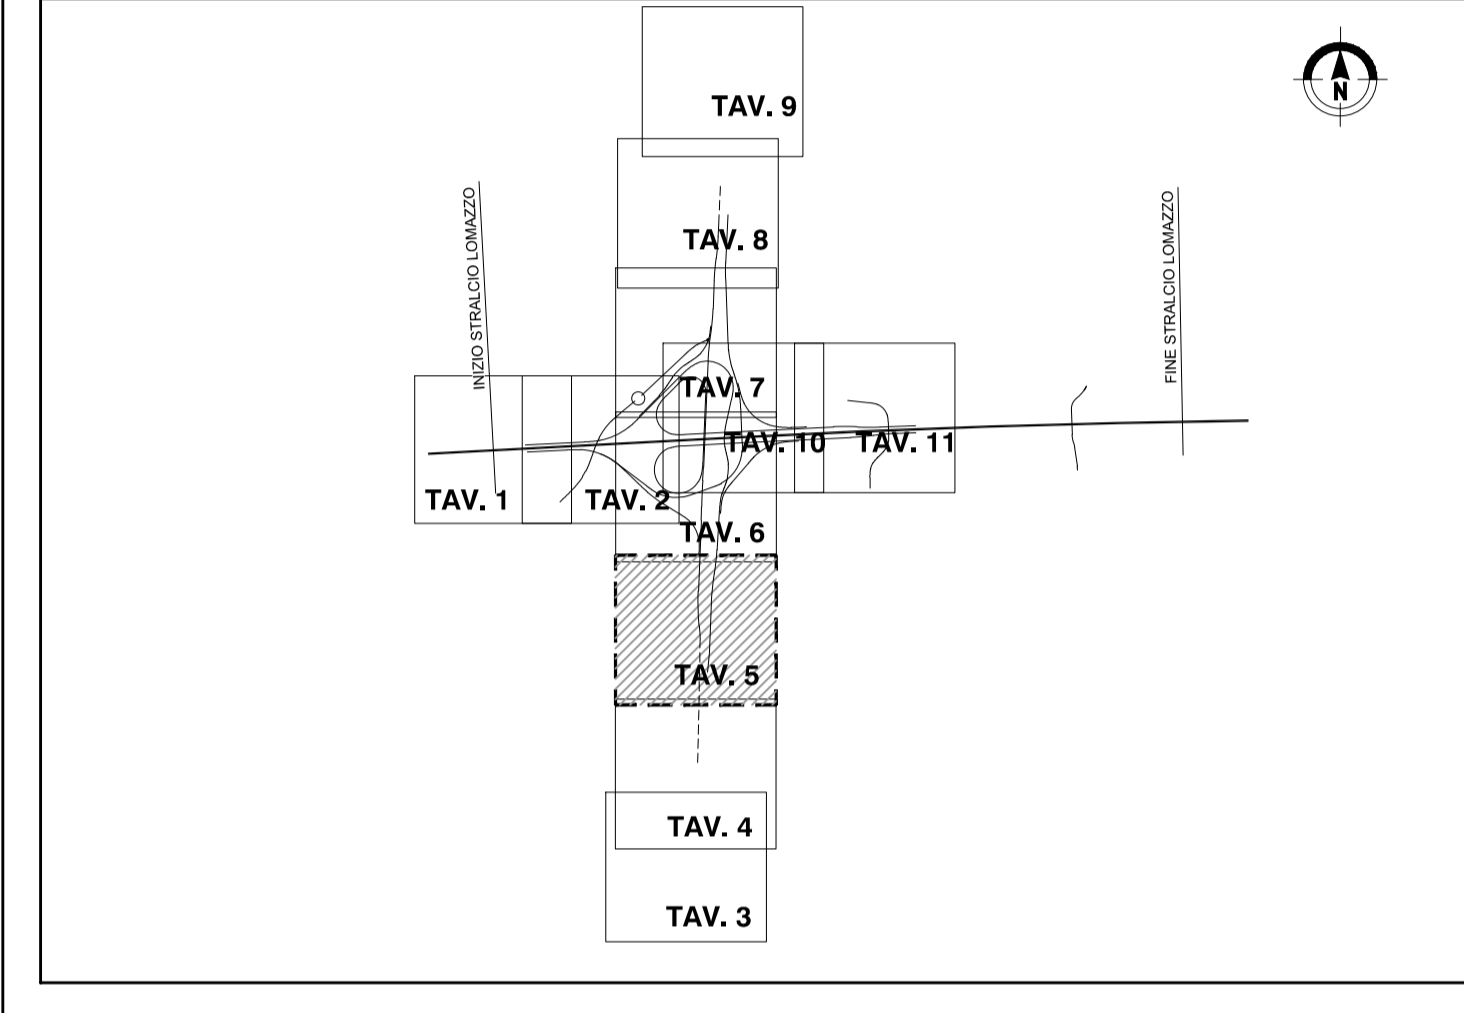 TAV. 9
N
INIZIO STRALCIO LOMAZZO
FINE STRALCIO LOMAZZO
TAV. 8
TAV. 7
TAV. 10
TAV. 11
TAV. 1
TAV. 2
TAV. 6
TAV. 5
TAV. 4
TAV. 3